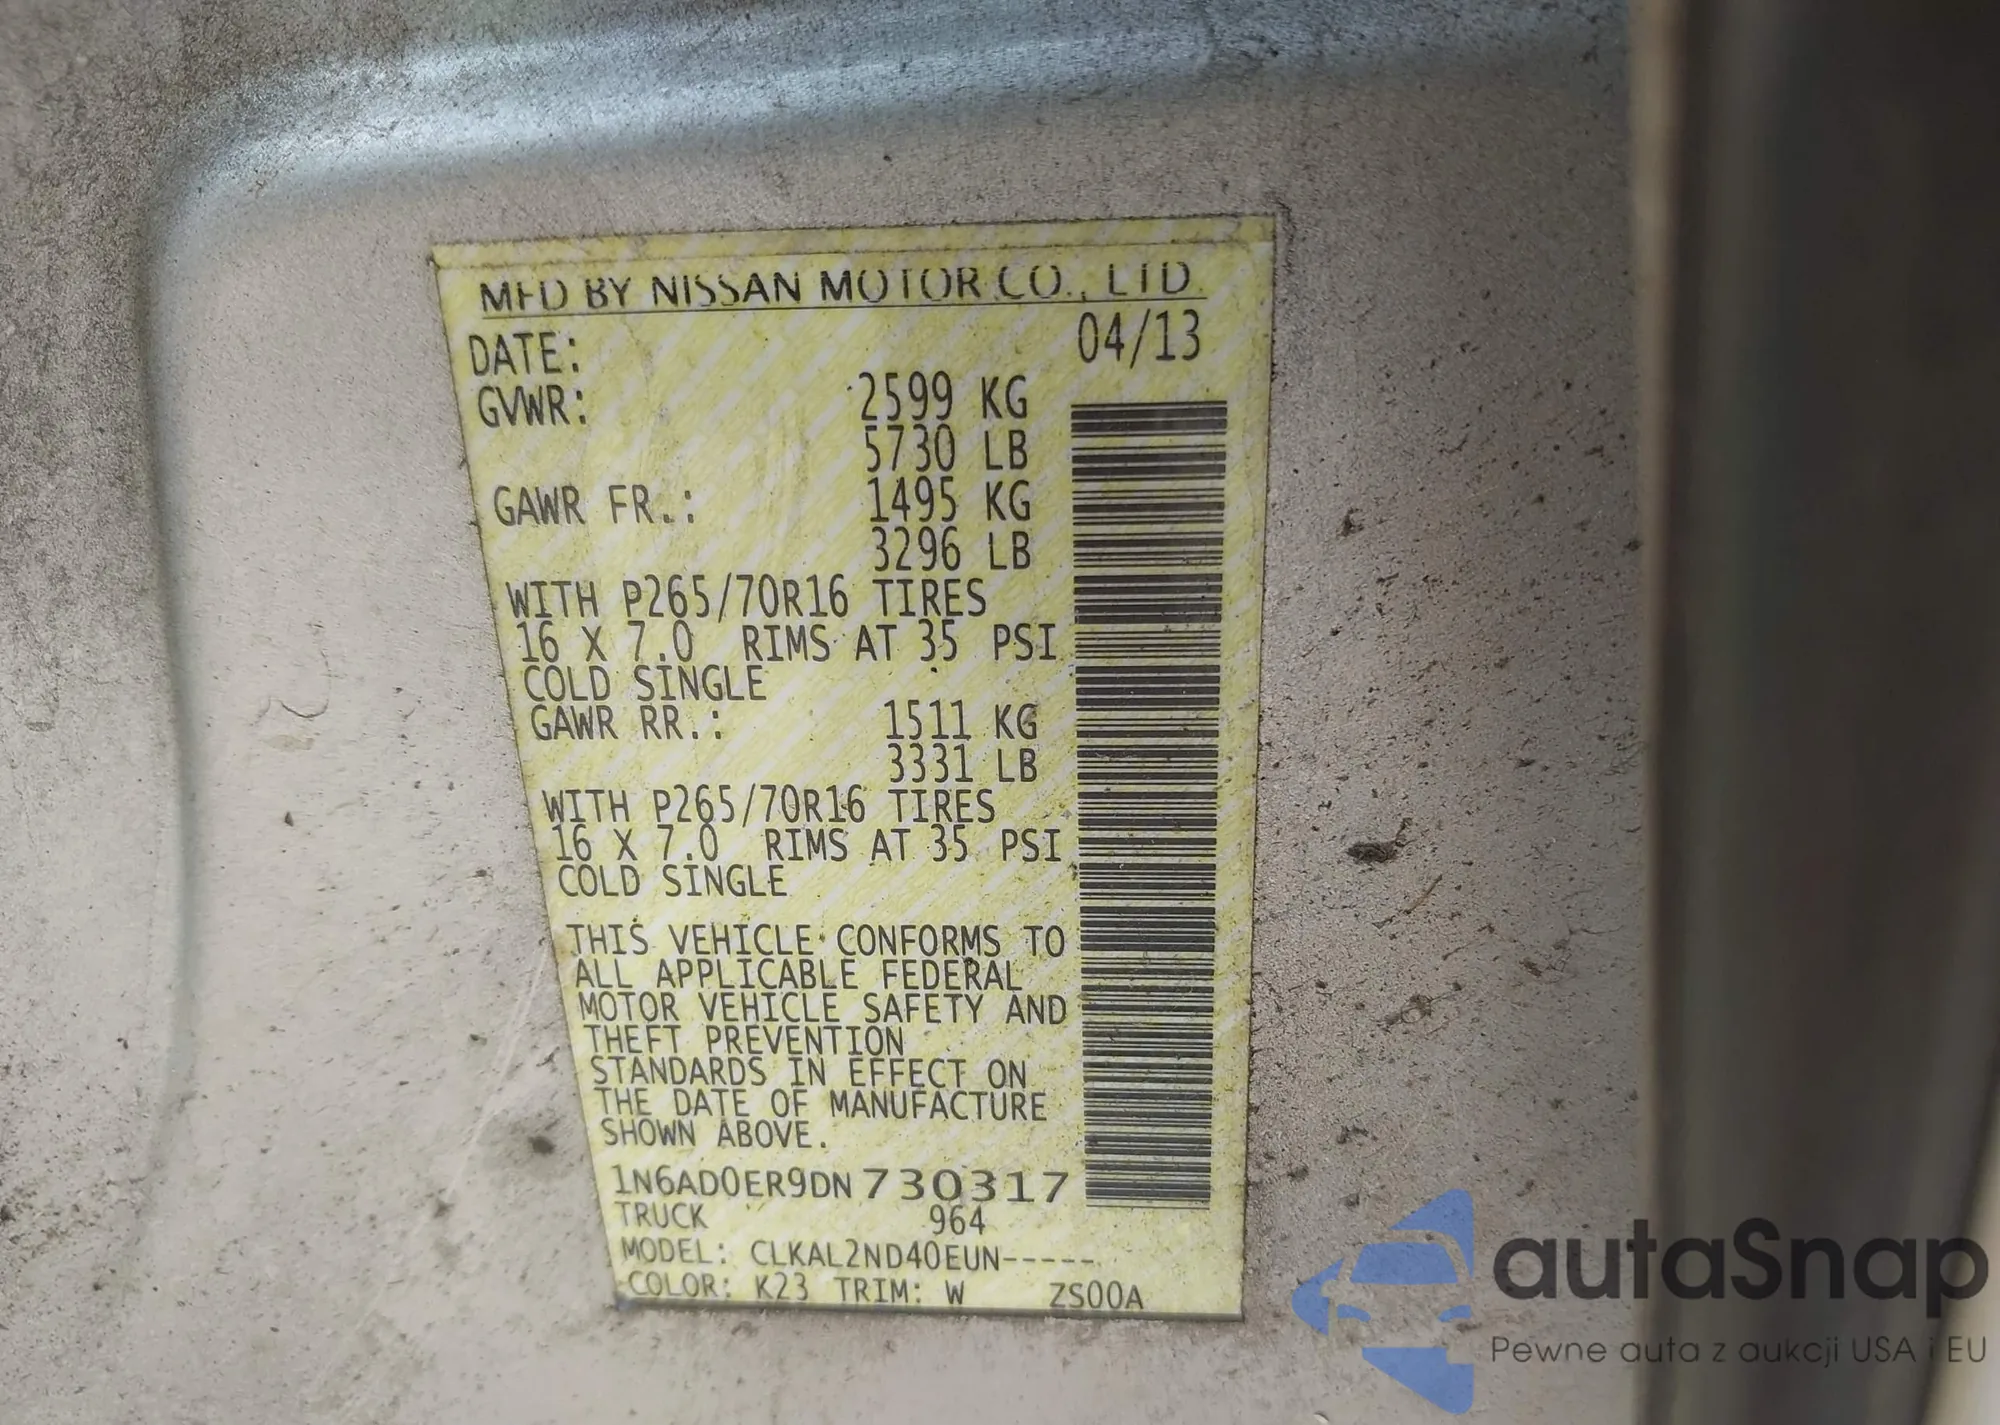 MFD BY NISSAN MOTOR CO., LTD.
DATE: 04/13
GVWR: 2599 KG
5730 LB
GAWR FR.: 1495 KG
3296 LB
WITH P265/70R16 TIRES
16 X 7.0 RIMS AT 35 PSI
COLD SINGLE
GAWR RR.: 1511 KG
3331 LB
WITH P265/70R16 TIRES
16 X 7.0 RIMS AT 35 PSI
COLD SINGLE
THIS VEHICLE CONFORMS TO
ALL APPLICABLE FEDERAL
MOTOR VEHICLE SAFETY AND
THEFT PREVENTION
STANDARDS IN EFFECT ON
THE DATE OF MANUFACTURE
SHOWN ABOVE.
1N6AD0ER9DN730317
TRUCK 964
MODEL: CLKAL2ND40EUN-----
COLOR: K23 TRIM: W ZS00A
autoSnap
Pewne auta z aukcji USA i EU